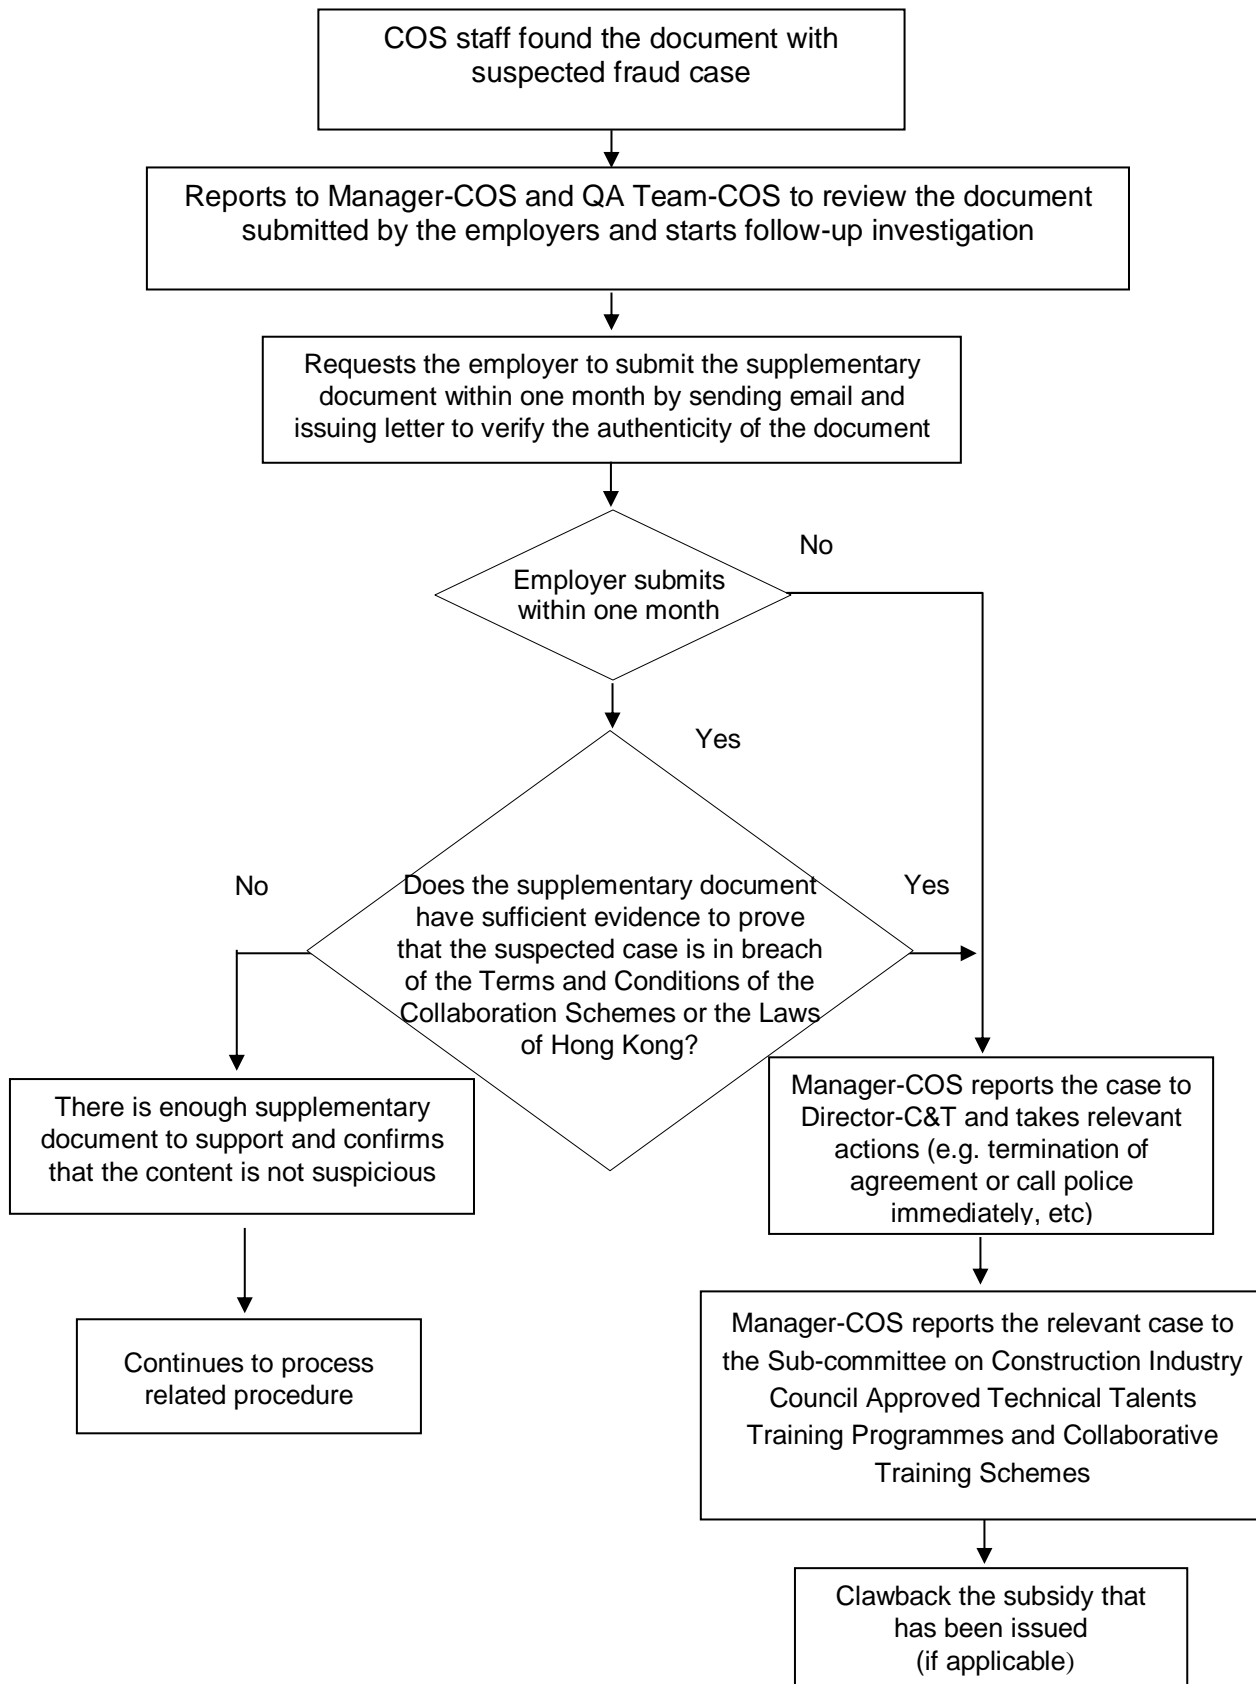 COS staff found the document with
suspected fraud case
Reports to Manager-COS and QA Team-COS to review the document
submitted by the employers and starts follow-up investigation
Requests the employer to submit the supplementary
document within one month by sending email and
issuing letter to verify the authenticity of the document
No
Employer submits
within one month
Yes
No
Yes
Does the supplementary document
have sufficient evidence to prove
that the suspected case is in breach
of the Terms and Conditions of the
Collaboration Schemes or the Laws
of Hong Kong?
There is enough supplementary
document to support and confirms
that the content is not suspicious
Continues to process
related procedure
Manager-COS reports the case to
Director-C&T and takes relevant
actions (e.g. termination of
agreement or call police
immediately, etc)
Manager-COS reports the relevant case to
the Sub-committee on Construction Industry
Council Approved Technical Talents
Training Programmes and Collaborative
Training Schemes
Clawback the subsidy that
has been issued
(if applicable)